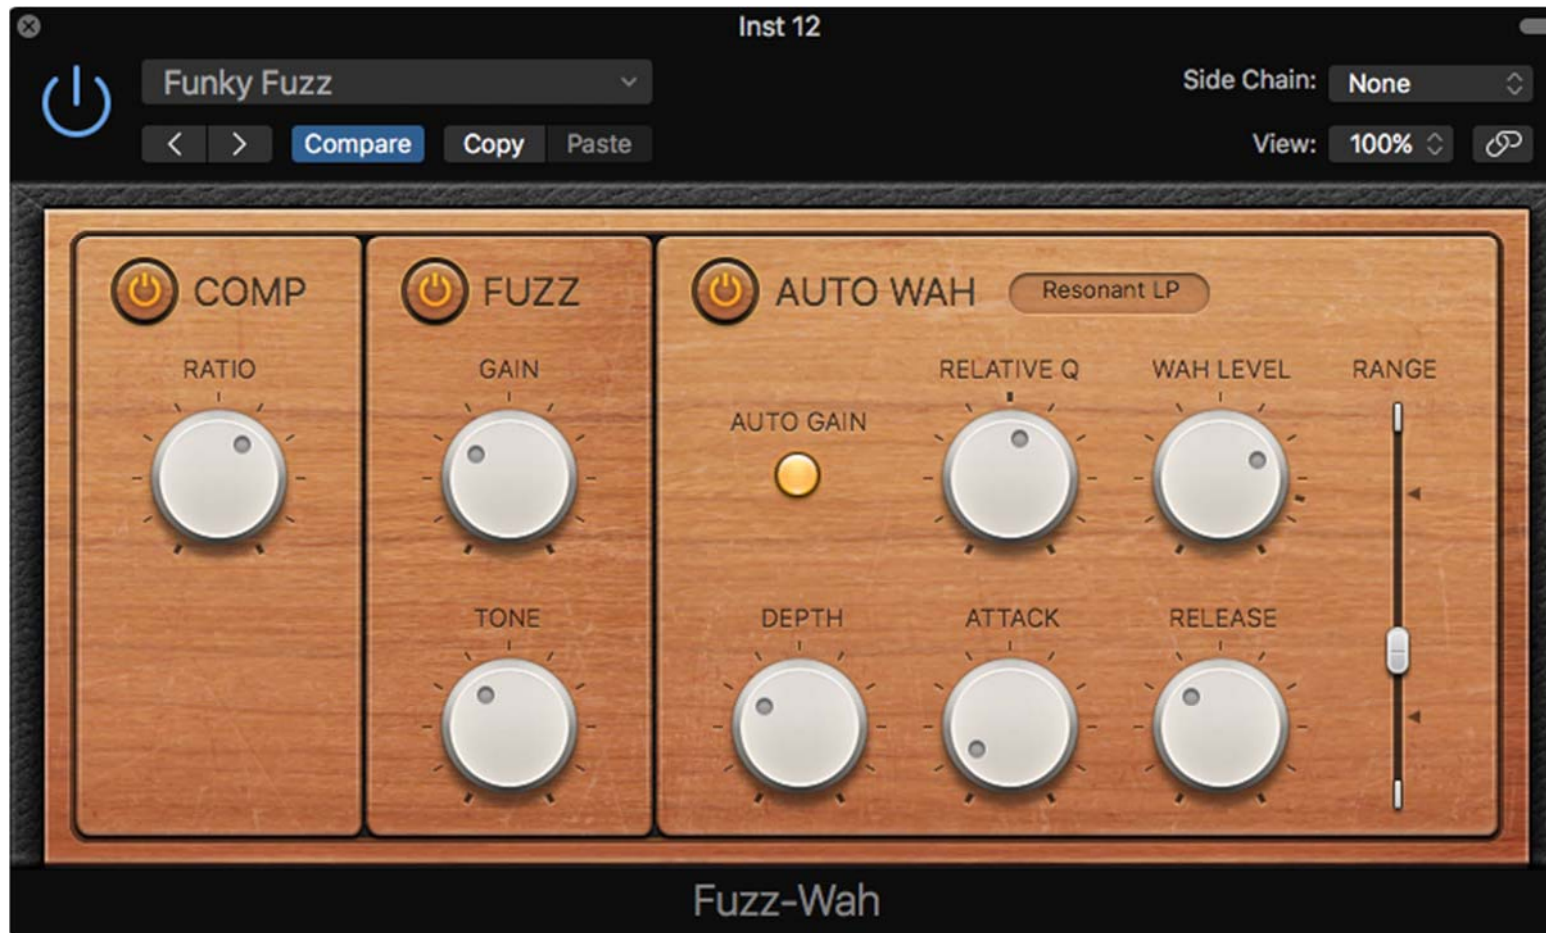 Inst 12
Funky Fuzz
Side Chain: None
Compare Copy Paste
View: 100%
COMP
FUZZ
AUTO WAH Resonant LP
RATIO
GAIN
RELATIVE Q
WAH LEVEL
RANGE
AUTO GAIN
TONE
DEPTH
ATTACK
RELEASE
Fuzz-Wah